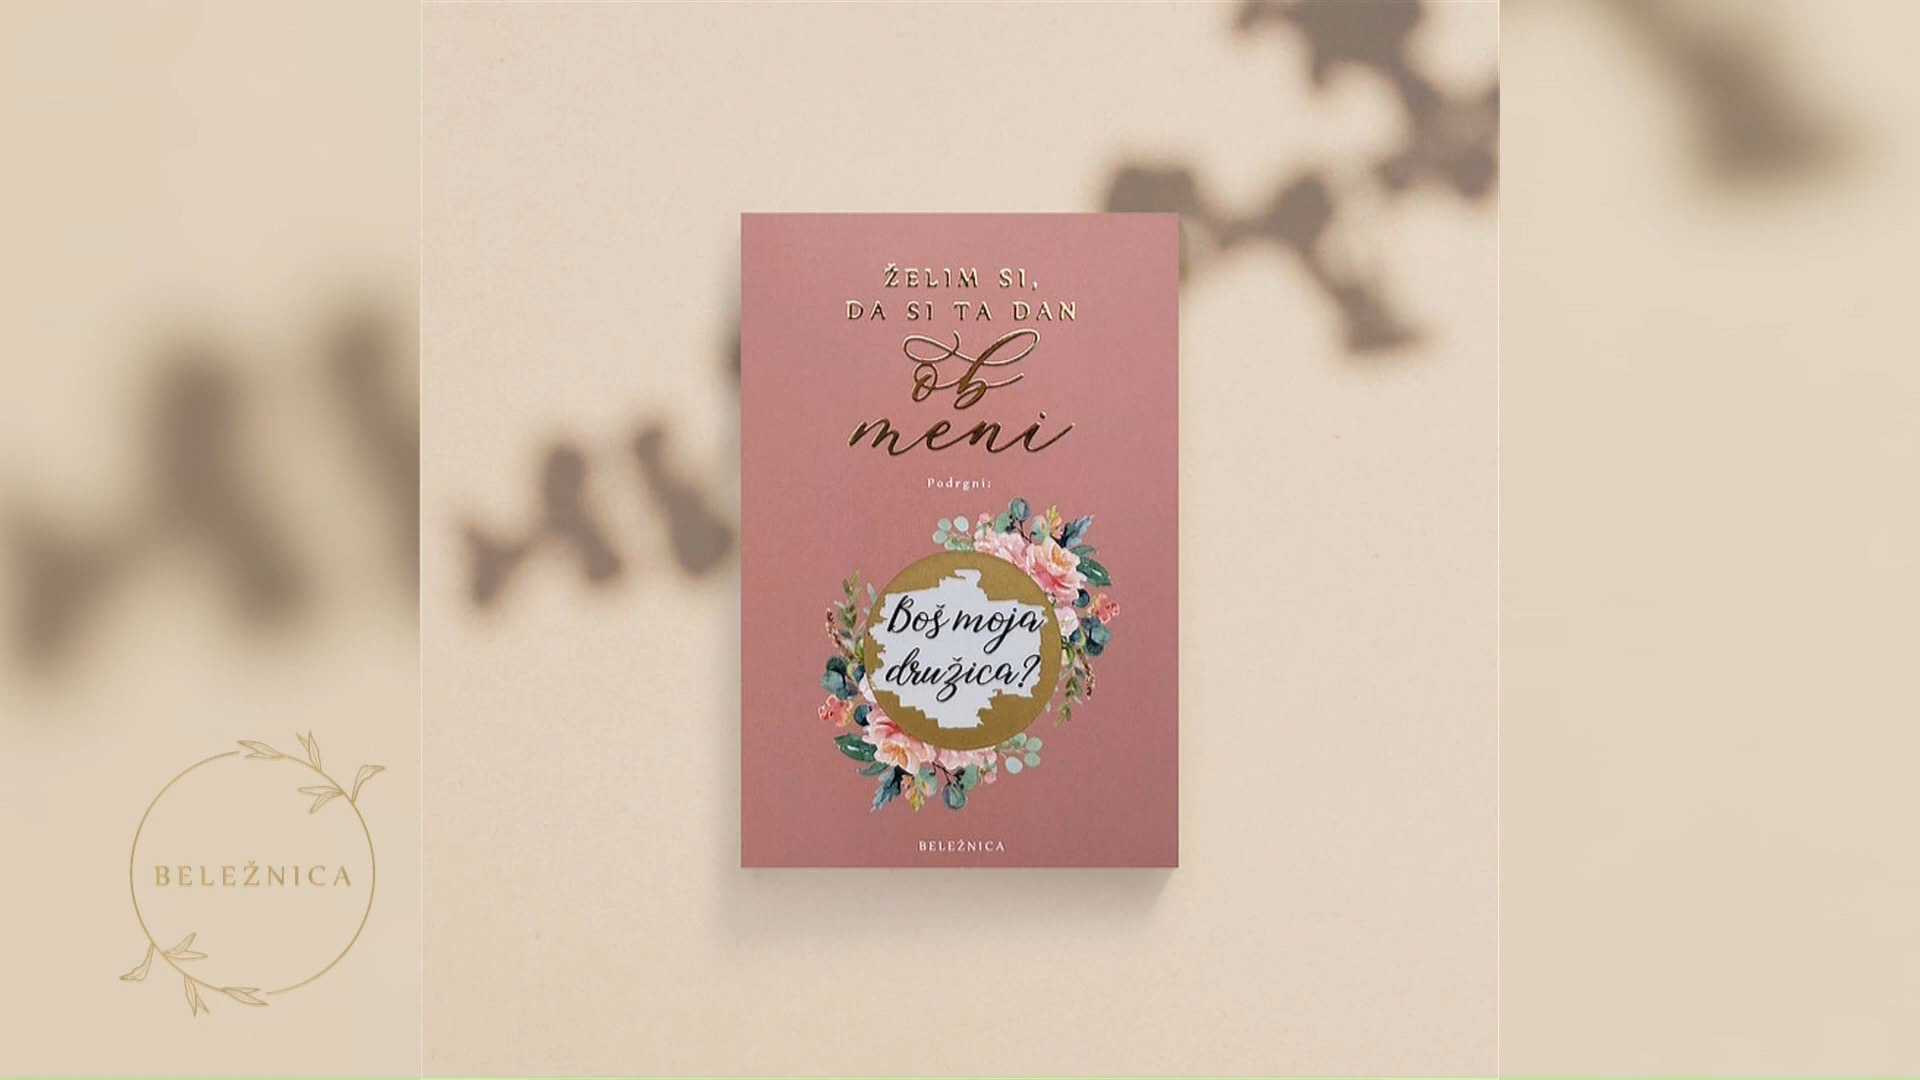 ŽELIM SI,
DA SI TA DAN
ob
meni
Podrgni:
Boš moja
družica?
BELEŽNICA
BELEŽNICA